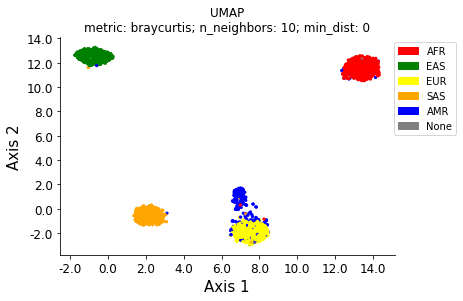 UMAP
metric: braycurtis; n_neighbors: 10; min_dist: 0
14.0
12.0
10.0
8.0
6.0
4.0
2.0
0.0
-2.0
Axis 2
AFR
EAS
EUR
SAS
AMR
None
-2.0 0.0 2.0 4.0 6.0 8.0 10.0 12.0 14.0
Axis 1